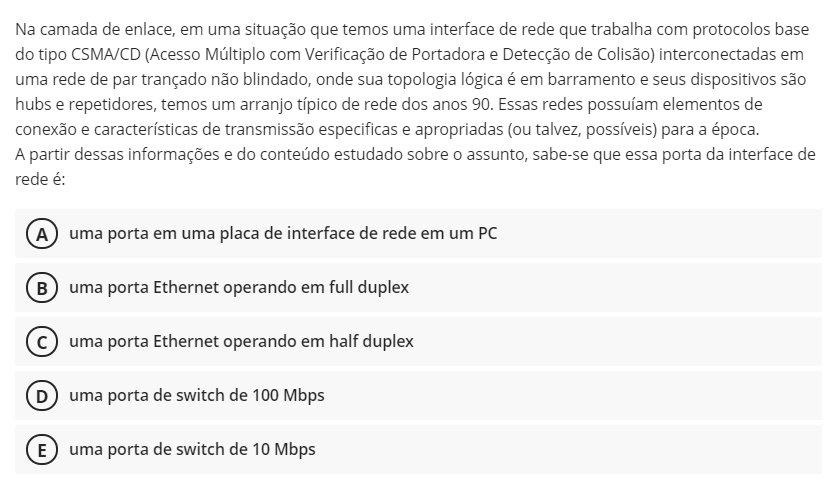 Na camada de enlace, em uma situação que temos uma interface de rede que trabalha com protocolos base
do tipo CSMA/CD (Acesso Múltiplo com Verificação de Portadora e Detecção de Colisão) interconectadas em
uma rede de par trançado não blindado, onde sua topologia lógica é em barramento e seus dispositivos são
hubs e repetidores, temos um arranjo típico de rede dos anos 90. Essas redes possuíam elementos de
conexão e características de transmissão especificas e apropriadas (ou talvez, possíveis) para a época.
A partir dessas informações e do conteúdo estudado sobre o assunto, sabe-se que essa porta da interface de
rede é:
A uma porta em uma placa de interface de rede em um PC
B uma porta Ethernet operando em full duplex
C uma porta Ethernet operando em half duplex
D uma porta de switch de 100 Mbps
E uma porta de switch de 10 Mbps